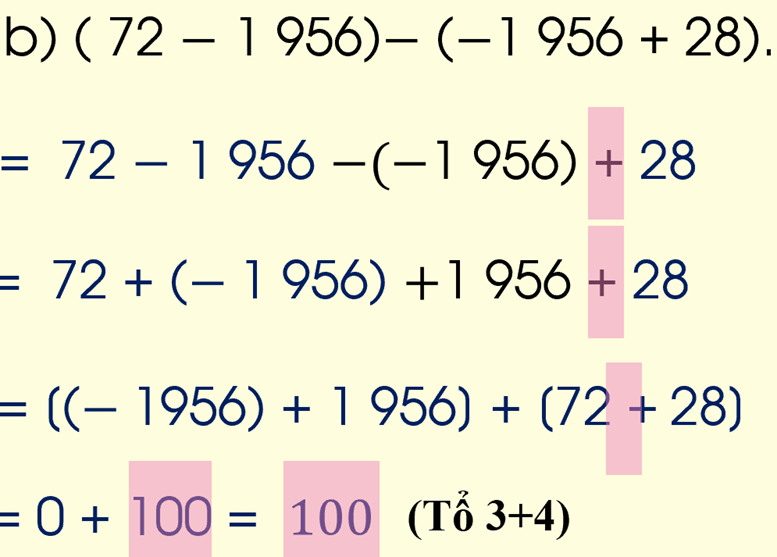 b) ( 72 – 1 956)– (–1 956 + 28).
= 72 – 1 956 –(–1 956) + 28
= 72 + (– 1 956) +1 956 + 28
= [(– 1956) + 1 956] + [72 + 28]
= 0 + 100 = 100 (Tổ 3+4)